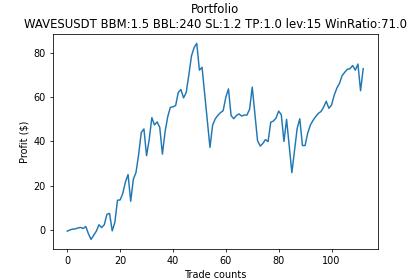 Portfolio
WAVESUSDT BBM:1.5 BBL:240 SL:1.2 TP:1.0 lev:15 WinRatio:71.0
80
60
40
20
0
Profit ($)
0 20 40 60 80 100
Trade counts